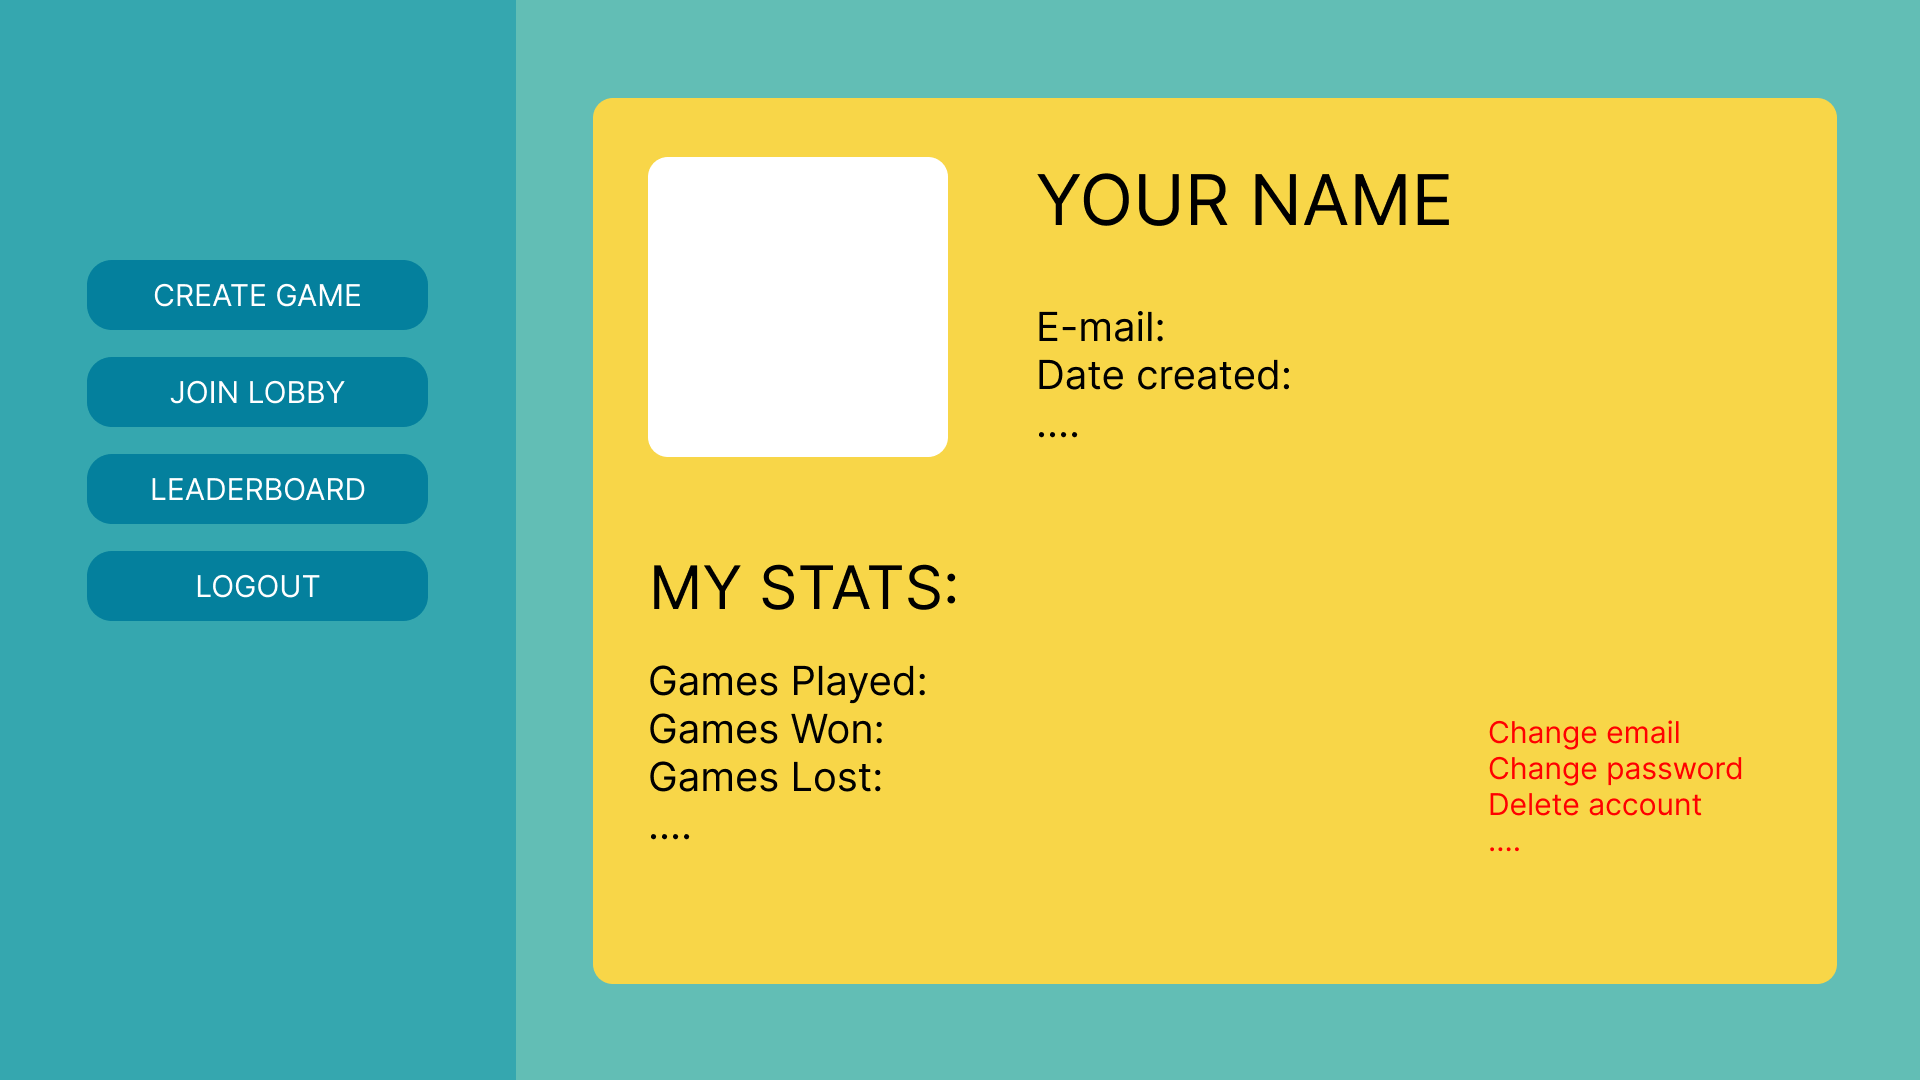 CREATE GAME
JOIN LOBBY
LEADERBOARD
LOGOUT
YOUR NAME
E-mail:
Date created:
....
MY STATS:
Games Played:
Games Won:
Games Lost:
....
Change email
Change password
Delete account
....